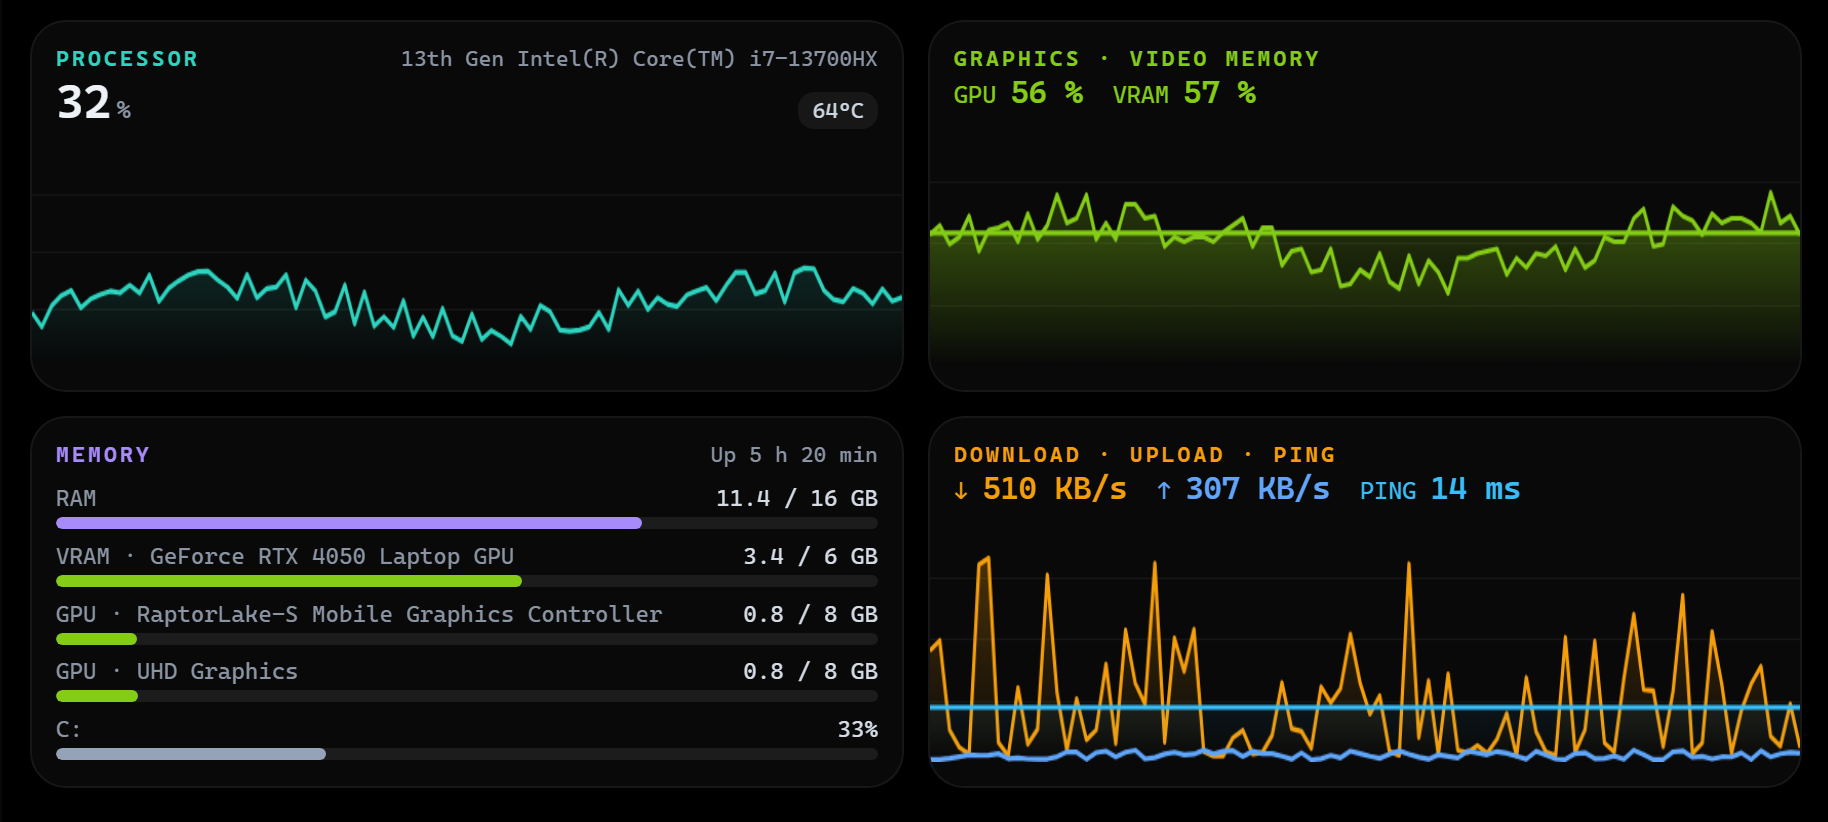 PROCESSOR 13th Gen Intel(R) Core(TM) i7-13700HX
32 %
64°C
GRAPHICS · VIDEO MEMORY
GPU 56 % VRAM 57 %
MEMORY Up 5 h 20 min
RAM 11.4 / 16 GB
VRAM · GeForce RTX 4050 Laptop GPU 3.4 / 6 GB
GPU · RaptorLake-S Mobile Graphics Controller 0.8 / 8 GB
GPU · UHD Graphics 0.8 / 8 GB
C: 33%
DOWNLOAD · UPLOAD · PING
↓ 510 KB/s ↑ 307 KB/s PING 14 ms